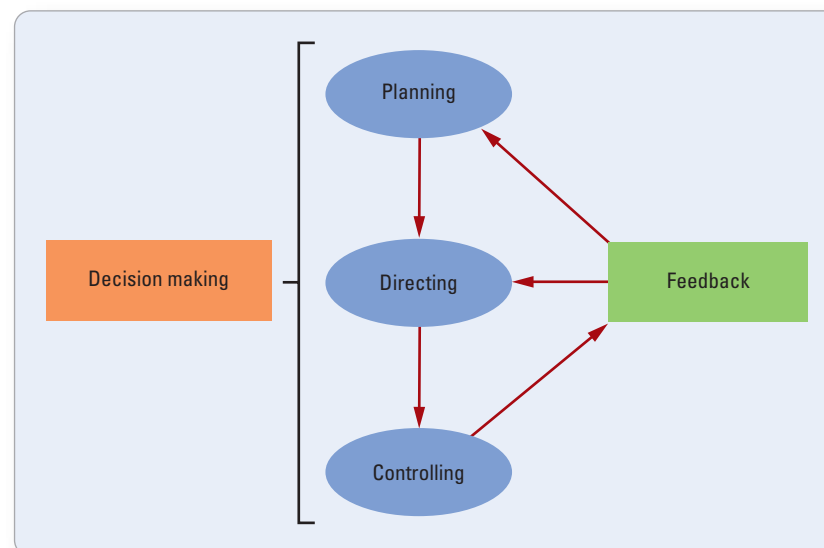 Planning
Decision making
Directing
Feedback
Controlling